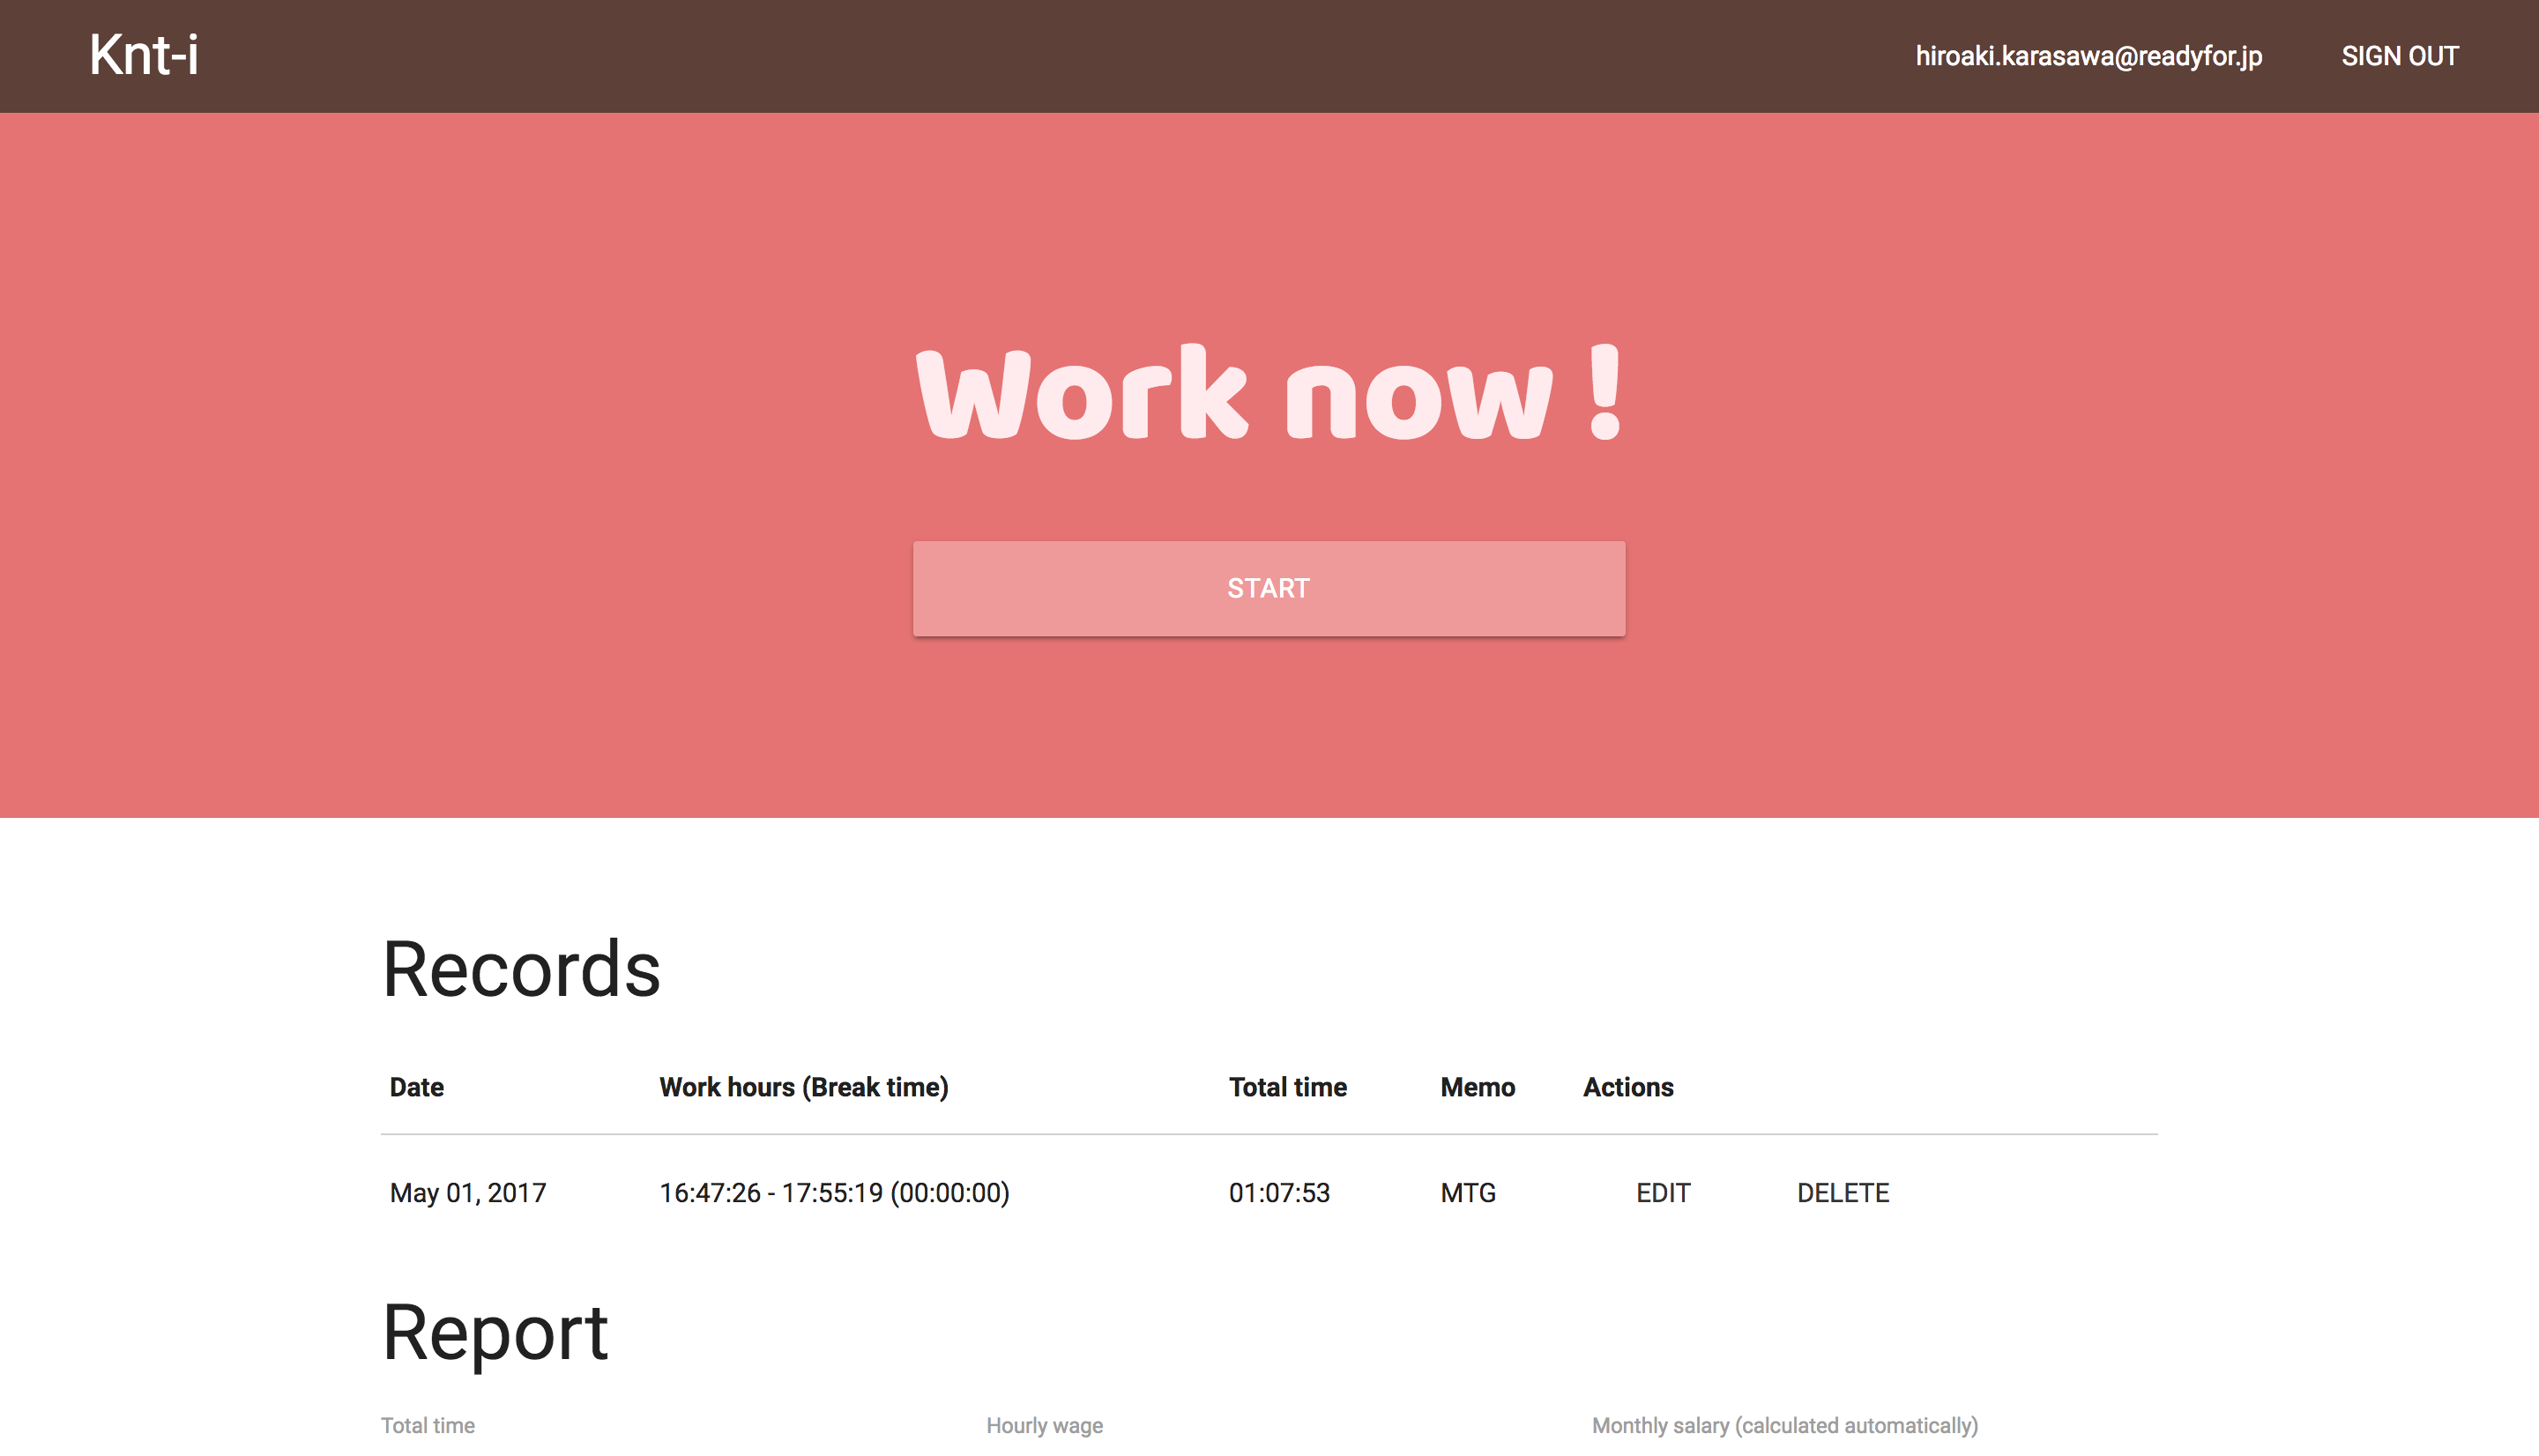 Knt-i hiroaki.karasawa@readyfor.jp SIGN OUT
Work now !
START
Records
Date Work hours (Break time) Total time Memo Actions
May 01, 2017 16:47:26 - 17:55:19 (00:00:00) 01:07:53 MTG EDIT DELETE
Report
Total time Hourly wage Monthly salary (calculated automatically)